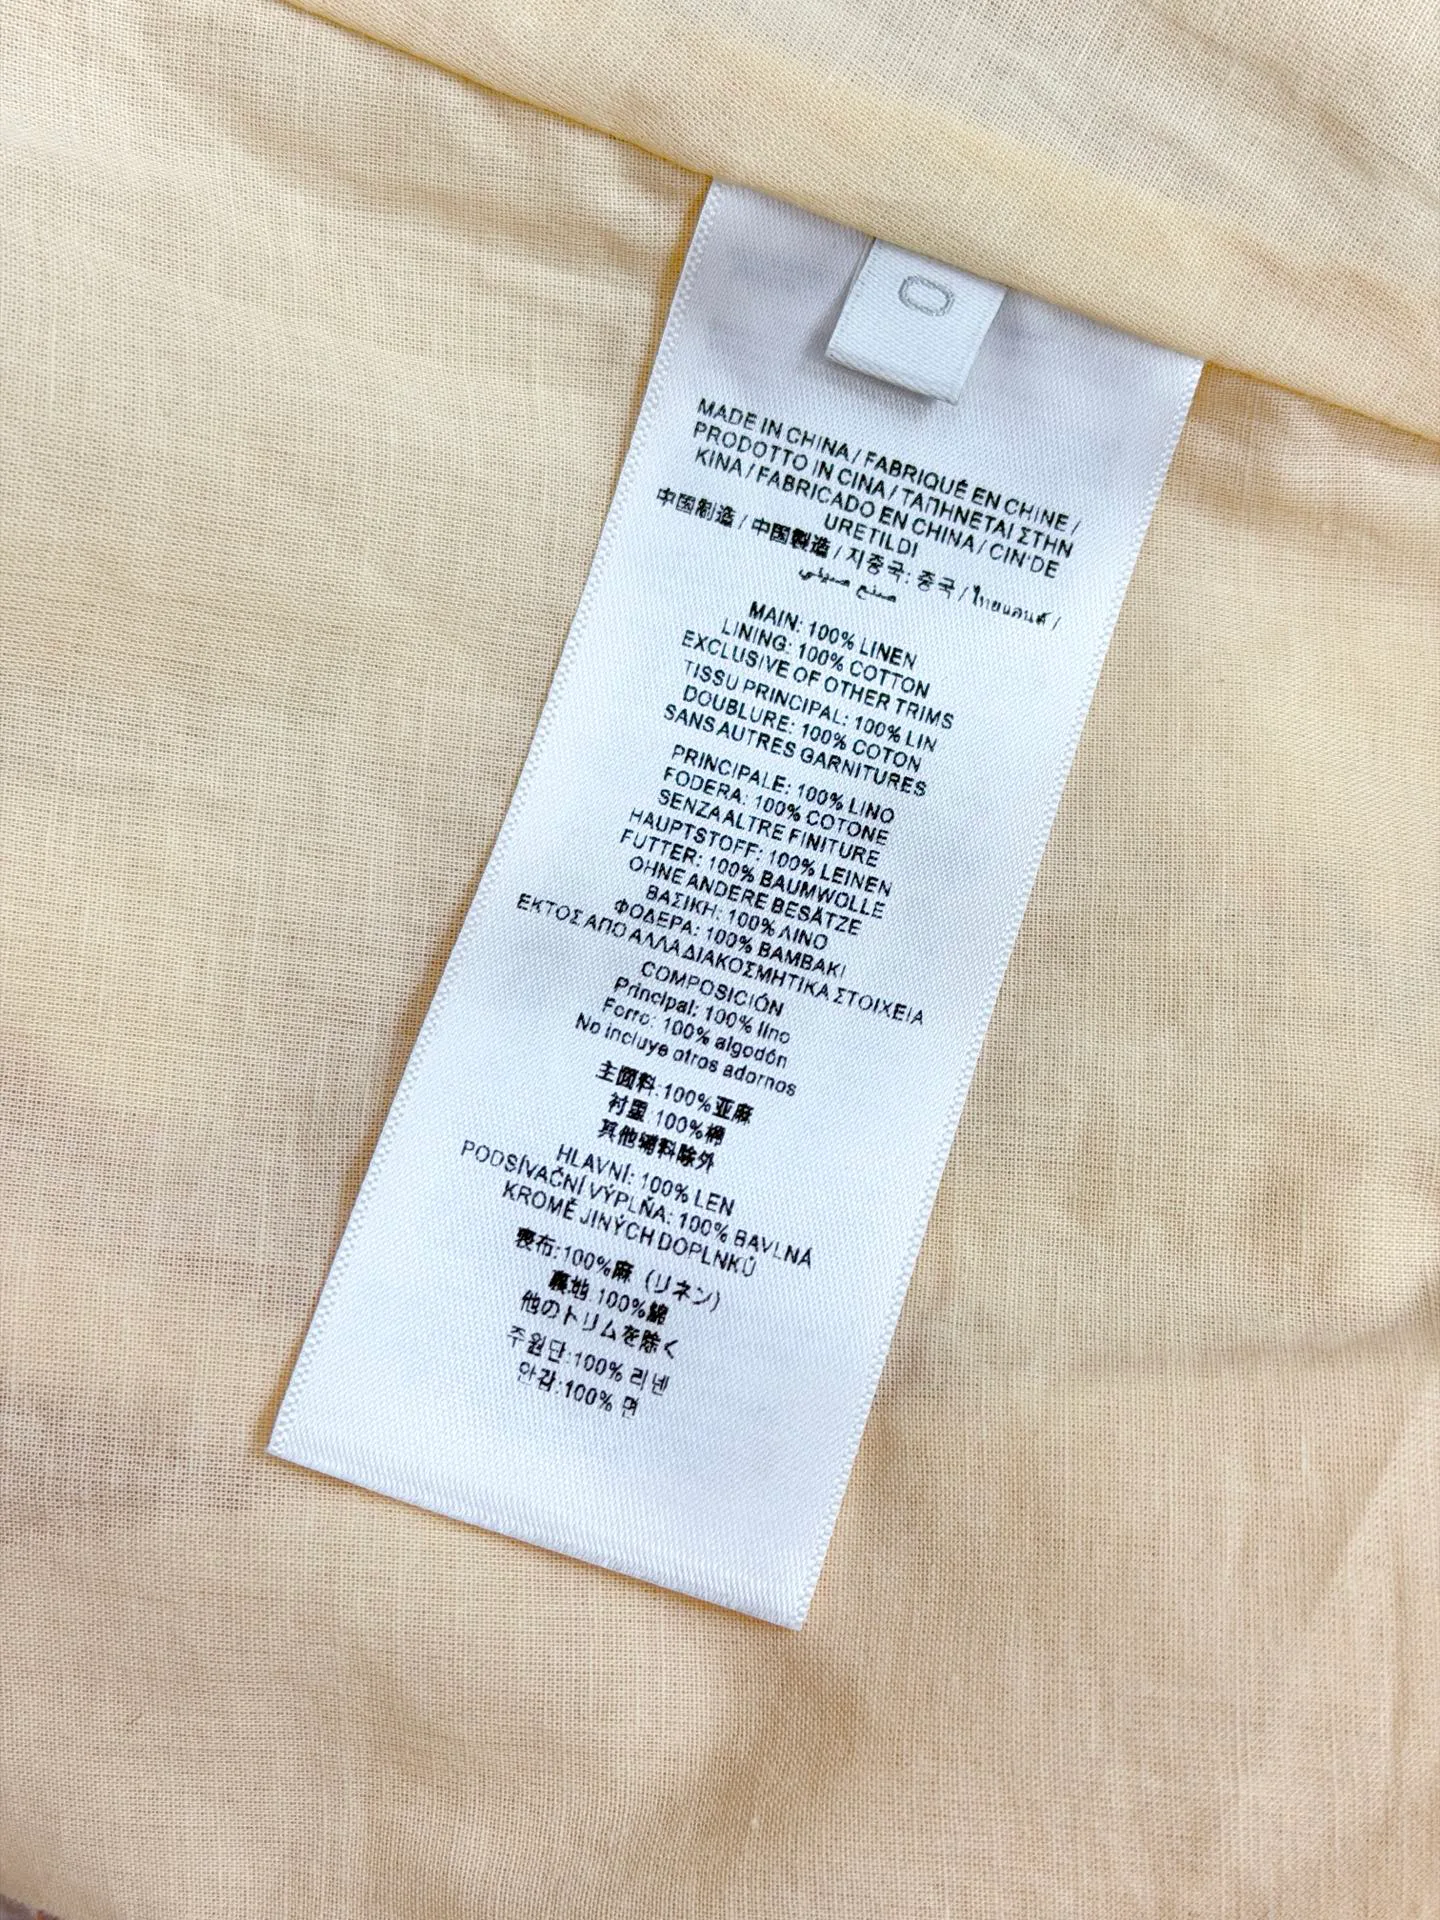 0
MADE IN CHINA / FABRIQUÉ EN CHINE /
PRODOTTO IN CINA / ΤΑΠΗΝΕΤΑΙ ΣΤΗΝ
ΚΙΝΑ / FABRICADO EN CHINA / CIN'DE
URETILDI
中国制造 / 中国製造 / 지중국: 중국 /
صنع صيني
MAIN: 100% LINEN
LINING: 100% COTTON
EXCLUSIVE OF OTHER TRIMS
TISSU PRINCIPAL: 100% LIN
DOUBLURE: 100% COTON
SANS AUTRES GARNITURES
PRINCIPALE: 100% LINO
FODERA: 100% COTONE
SENZA ALTRE FINITURE
HAUPTSTOFF: 100% LEINEN
FUTTER: 100% BAUMWOLLE
OHNE ANDERE BESÄTZE
ΒΑΣΙΚΗ: 100% ΛΙΝΟ
ΦΟΔΕΡΑ: 100% ΒΑΜΒΑΚΙ
ΕΚΤΟΣ ΑΠΟ ΑΛΛΑ ΔΙΑΚΟΣΜΗΤΙΚΑ ΣΤΟΙΧΕΙΑ
COMPOSICIÓN
Principal: 100% lino
Forro: 100% algodón
No incluye otros adornos
主面料:100%亚麻
衬里:100%棉
其他辅料除外
HLAVNÍ: 100% LEN
PODSÍVAČNÍ VÝPLŇA: 100% BAVLNA
KROMĚ JINÝCH DOPLNKŮ
:100%麻 (リネン)
裏地:100%綿
他のトリムを除く
주원단:100% 리넨
안감:100% 면